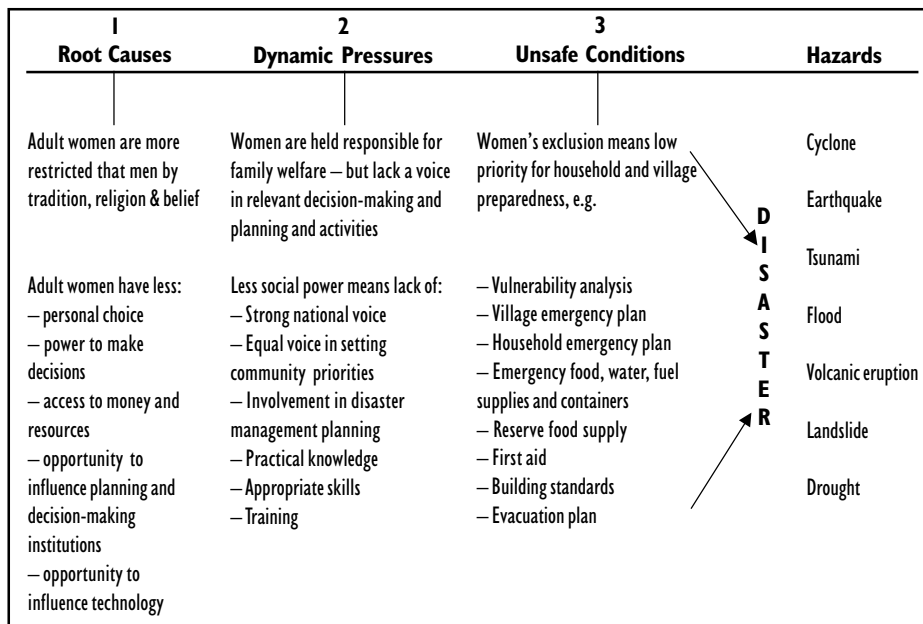 1
Root Causes
2
Dynamic Pressures
3
Unsafe Conditions
Hazards
Adult women are more
restricted that men by
tradition, religion & belief
Adult women have less:
– personal choice
– power to make
decisions
– access to money and
resources
– opportunity to
influence planning and
decision-making
institutions
– opportunity to
influence technology
Women are held responsible for
family welfare – but lack a voice
in relevant decision-making and
planning and activities
Less social power means lack of:
– Strong national voice
– Equal voice in setting
community priorities
– Involvement in disaster
management planning
– Practical knowledge
– Appropriate skills
– Training
Women's exclusion means low
priority for household and village
preparedness, e.g.
– Vulnerability analysis
– Village emergency plan
– Household emergency plan
– Emergency food, water, fuel
supplies and containers
– Reserve food supply
– First aid
– Building standards
– Evacuation plan
DISASTER
Cyclone
Earthquake
Tsunami
Flood
Volcanic eruption
Landslide
Drought